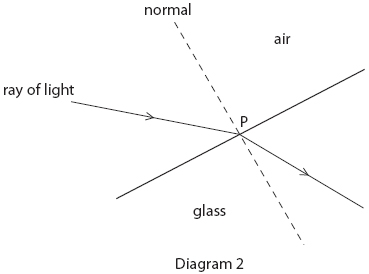 normal
air
ray of light
P
glass
Diagram 2